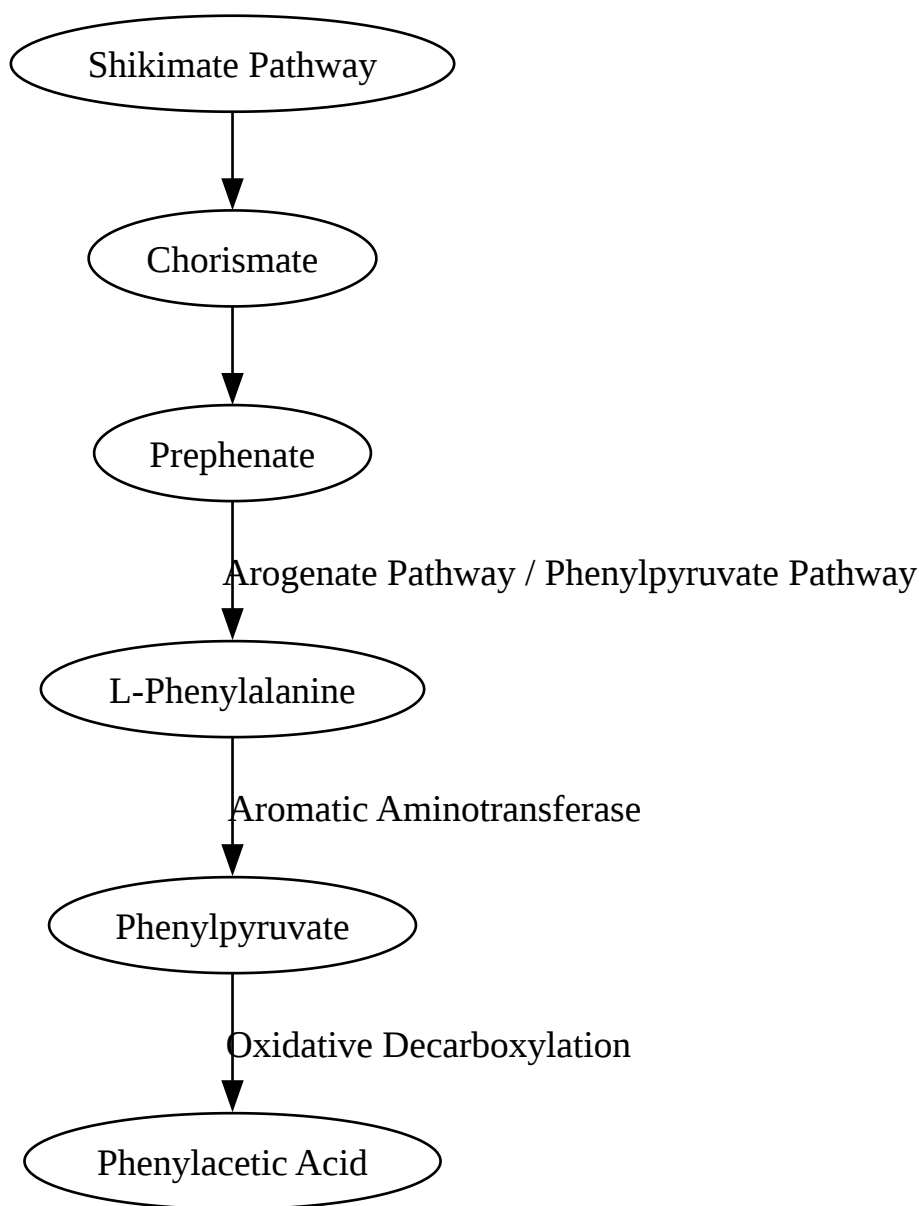 Shikimate Pathway
Chorismate
Prephenate
Arogenate Pathway / Phenylpyruvate Pathway
L-Phenylalanine
Aromatic Aminotransferase
Phenylpyruvate
Oxidative Decarboxylation
Phenylacetic Acid